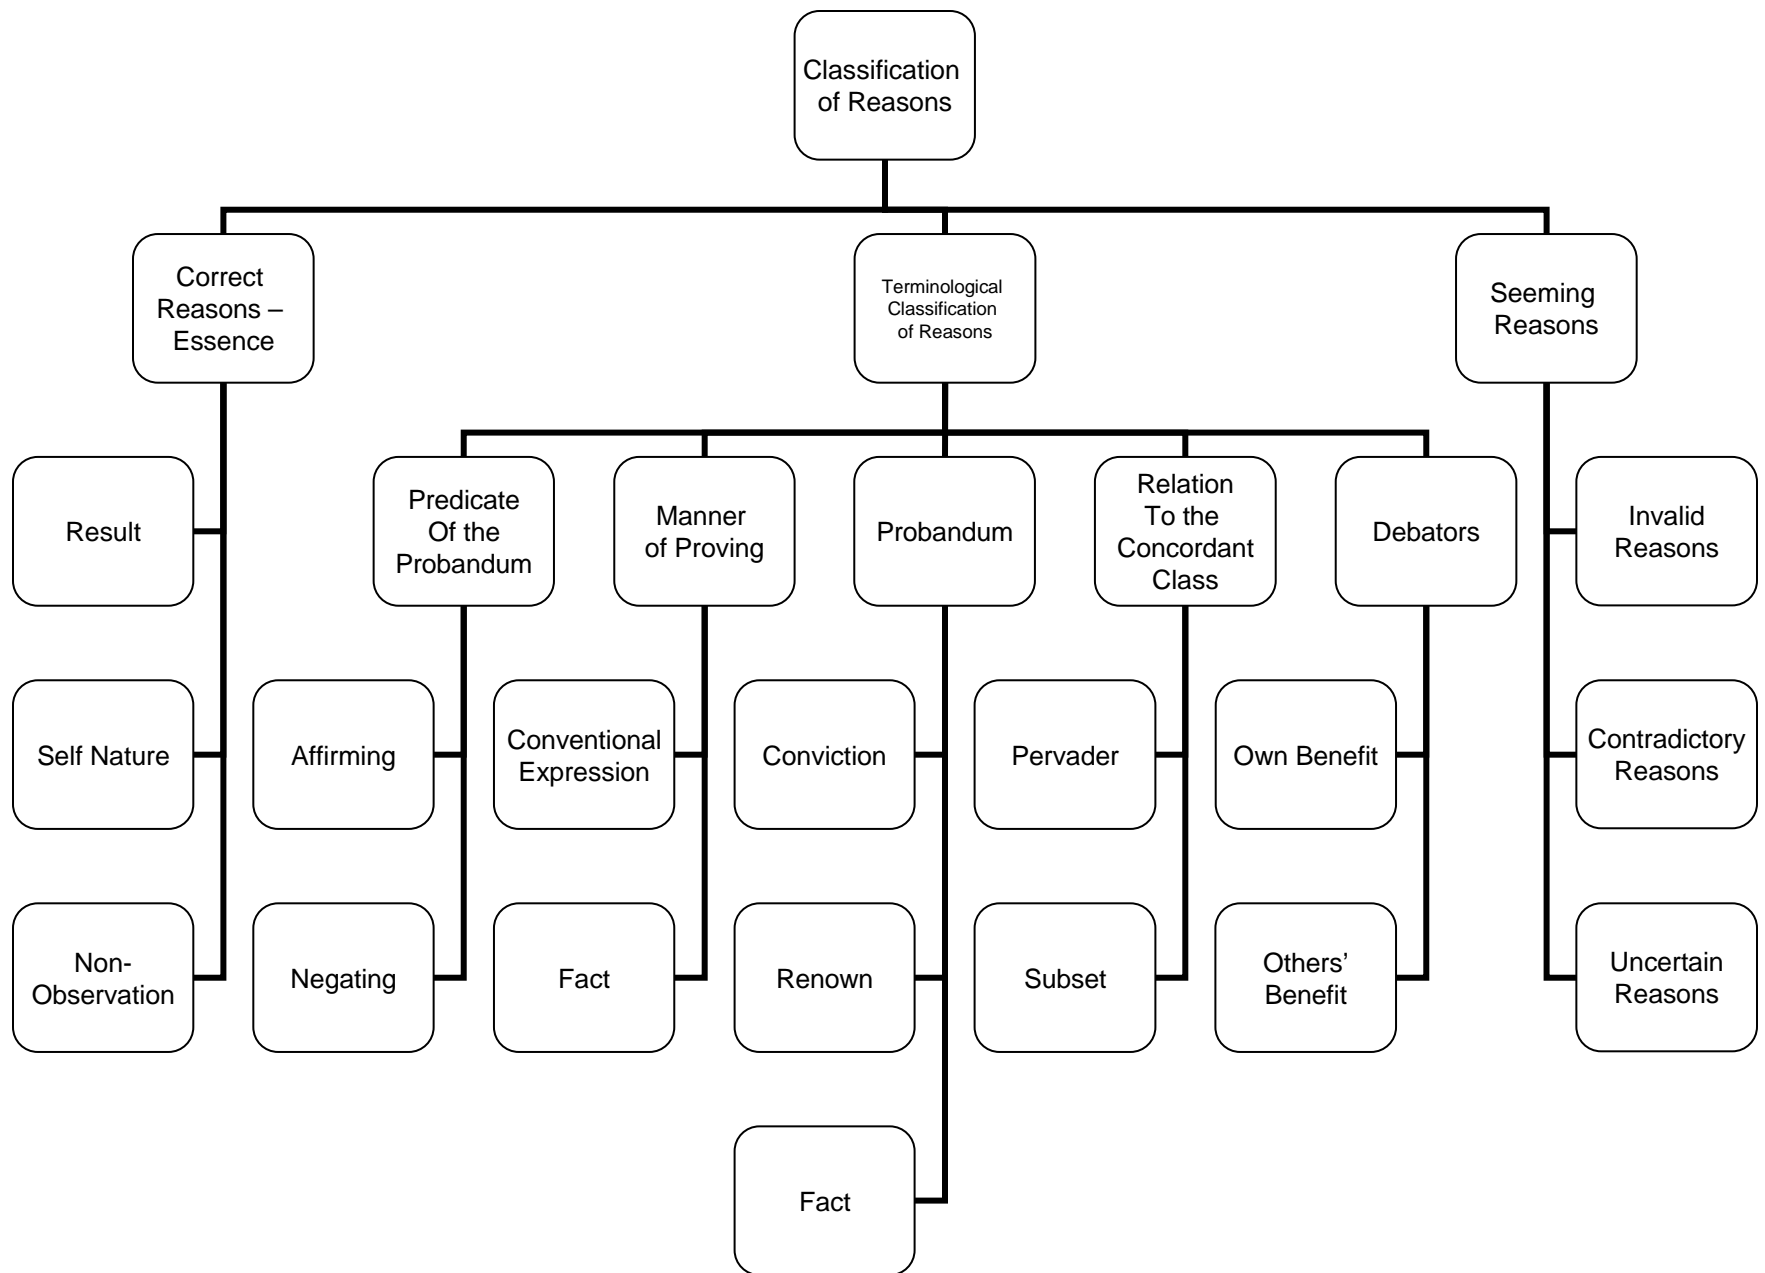 Classification
of Reasons
Correct
Reasons –
Essence
Terminological
Classification
of Reasons
Seeming
Reasons
Result
Predicate
Of the
Probandum
Manner
of Proving
Probandum
Relation
To the
Concordant
Class
Debators
Invalid
Reasons
Self Nature
Affirming
Conventional
Expression
Conviction
Pervader
Own Benefit
Contradictory
Reasons
Non-
Observation
Negating
Fact
Renown
Subset
Others’
Benefit
Uncertain
Reasons
Fact